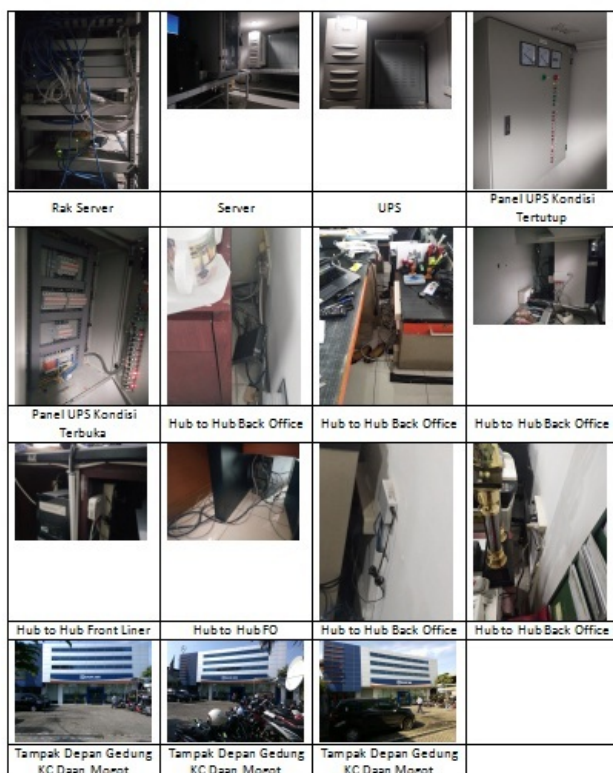 Rak Server
Server
UPS
Panel UPS Kondisi
Tertutup
Panel UPS Kondisi
Terbuka
Hub to Hub Back Office
Hub to Hub Back Office
Hub to Hub Back Office
Hub to Hub Front Liner
Hub to Hub FO
Hub to Hub Back Office
Hub to Hub Back Office
Tampak Depan Gedung
KC Daan Mogot
Tampak Depan Gedung
KC Daan Mogot
Tampak Depan Gedung
KC Daan Mogot